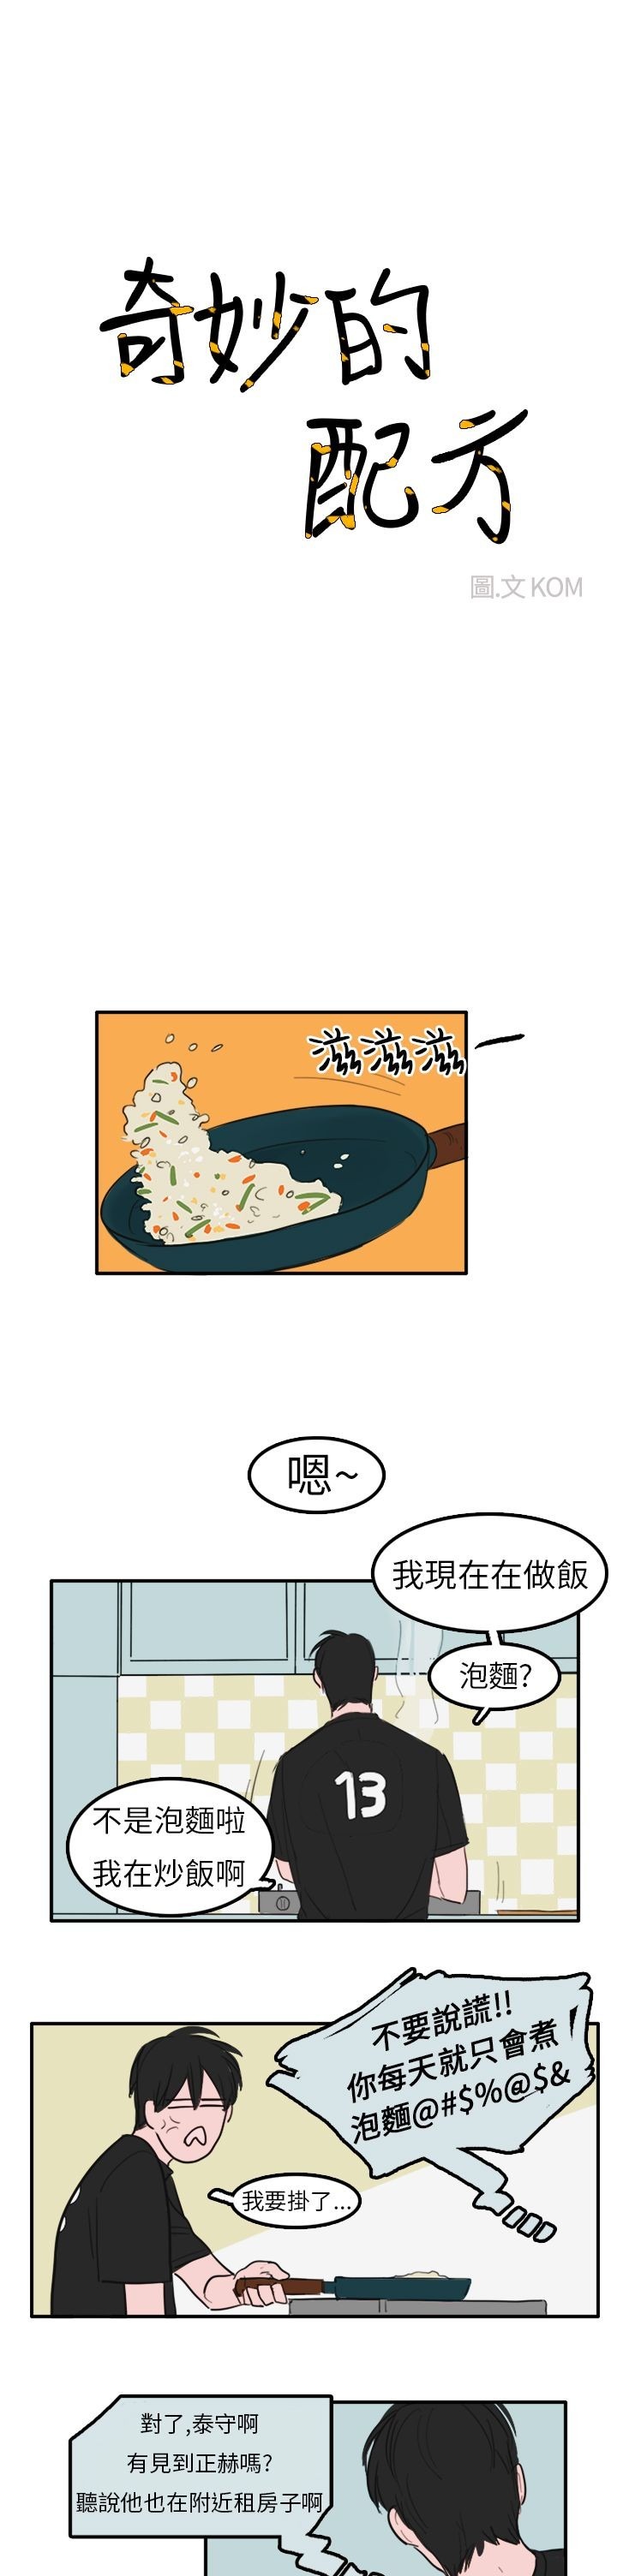 奇妙的
配方
圖.文 KOM
滋滋滋一
嗯~
我現在在做飯
泡麵?
不是泡麵啦
我在炒飯啊
13
不要說謊!!
你每天就只會煮
泡麵@#$%@$&
我要掛了...
對了,泰守啊
有見到正赫嗎?
聽說他也在附近租房子啊